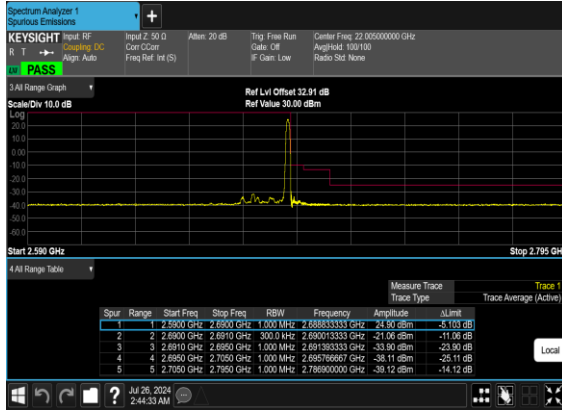 Spectrum Analyzer 1
Spurious Emissions
+
KEYSIGHT Input: RF Input Z: 50 Ω Atten: 20 dB Trig: Free Run Center Freq: 22.005000000 GHz
R T Coupling: DC Corr CCorr Gate: Off Avg|Hold: 100/100
Align: Auto Freq Ref: Int (S) IF Gain: Low Radio Std: None
PASS
3 All Range Graph Ref Lvl Offset 32.91 dB
Scale/Div 10.0 dB Ref Value 30.00 dBm
Log
20.0
10.0
0.00
-10.0
-20.0
-30.0
-40.0
-50.0
-60.0
Start 2.590 GHz Stop 2.795 GH
4 All Range Table
Measure Trace Trace 1
Trace Type Trace Average (Active)
Spur Range Start Freq Stop Freq RBW Frequency Amplitude ΔLimit
1 1 2.5900 GHz 2.6900 GHz 1.000 MHz 2.688833333 GHz 24.90 dBm -5.103 dB
2 2 2.6900 GHz 2.6910 GHz 300.0 kHz 2.690013333 GHz -21.06 dBm -11.06 dB
3 3 2.6910 GHz 2.6950 GHz 1.000 MHz 2.691393333 GHz -33.90 dBm -23.90 dB
4 4 2.6950 GHz 2.7050 GHz 1.000 MHz 2.695766667 GHz -38.11 dBm -25.11 dB
5 5 2.7050 GHz 2.7950 GHz 1.000 MHz 2.786900000 GHz -39.12 dBm -14.12 dB
Local
?
Jul 26, 2024
2:44:33 AM